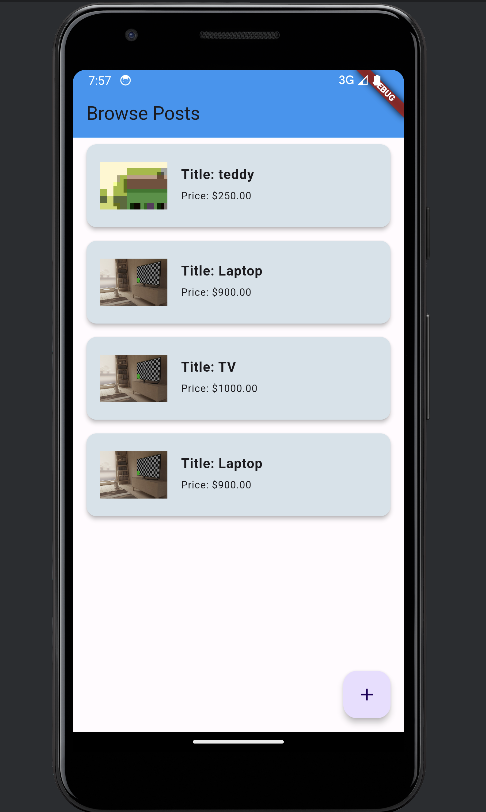 7:57 3G
DEBUG
Browse Posts
Title: teddy
Price: $250.00
Title: Laptop
Price: $900.00
Title: TV
Price: $1000.00
Title: Laptop
Price: $900.00
+